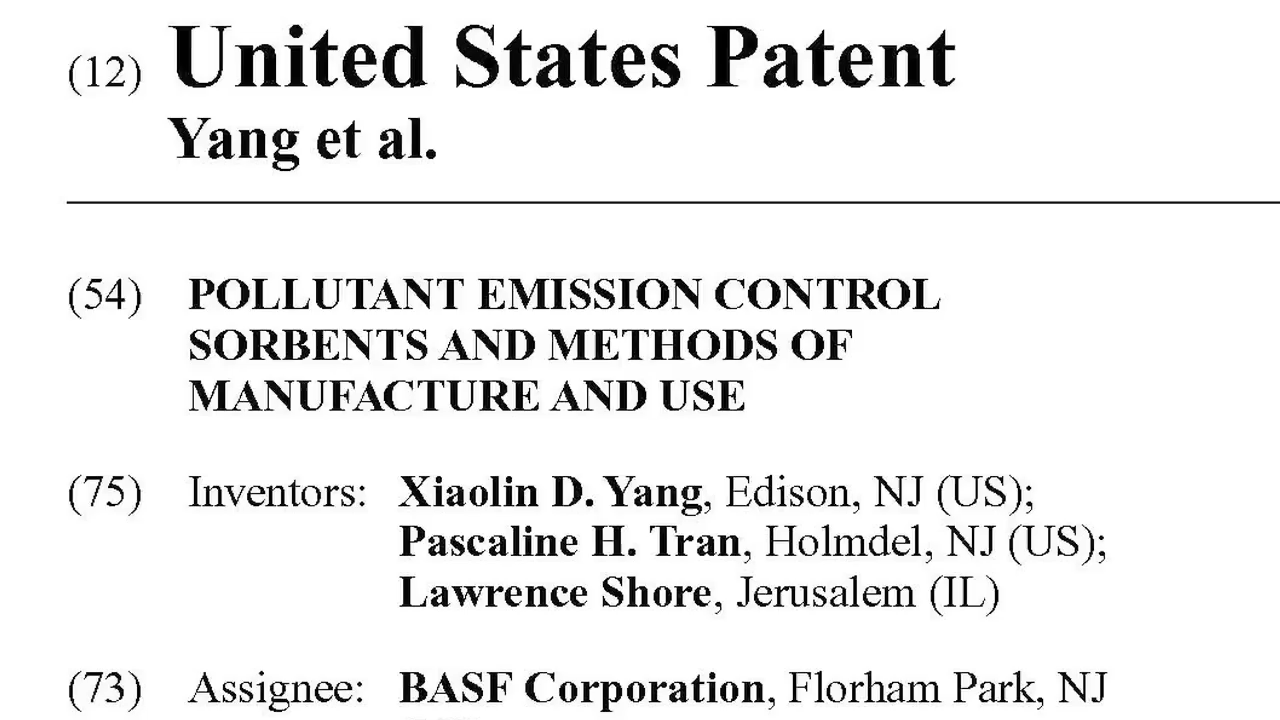 (12) United States Patent
Yang et al.
(54) POLLUTANT EMISSION CONTROL
SORBENTS AND METHODS OF
MANUFACTURE AND USE
(75) Inventors: Xiaolin D. Yang, Edison, NJ (US);
Pascaline H. Tran, Holmdel, NJ (US);
Lawrence Shore, Jerusalem (IL)
(73) Assignee: BASF Corporation, Florham Park, NJ